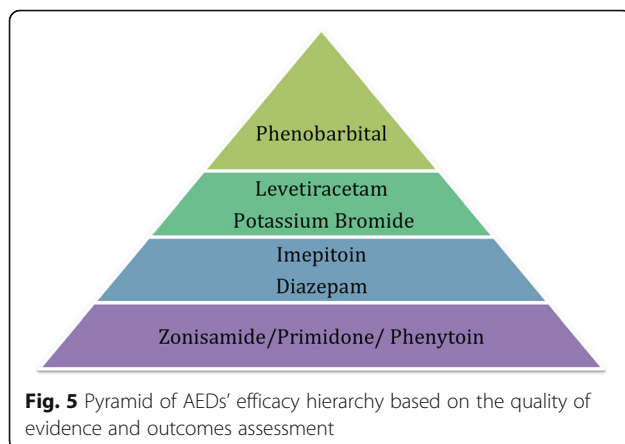 Phenobarbital
Levetiracetam
Potassium Bromide
Imepitoin
Diazepam
Zonisamide/Primidone/ Phenytoin
Fig. 5 Pyramid of AEDs' efficacy hierarchy based on the quality of
evidence and outcomes assessment